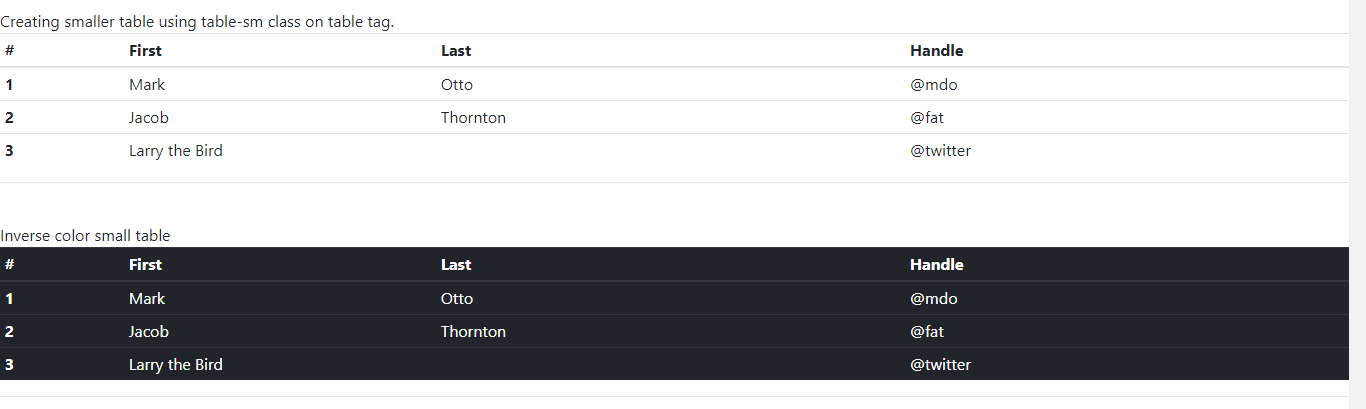 Creating smaller table using table-sm class on table tag.
# First Last Handle
1 Mark Otto @mdo
2 Jacob Thornton @fat
3 Larry the Bird @twitter
Inverse color small table
# First Last Handle
1 Mark Otto @mdo
2 Jacob Thornton @fat
3 Larry the Bird @twitter